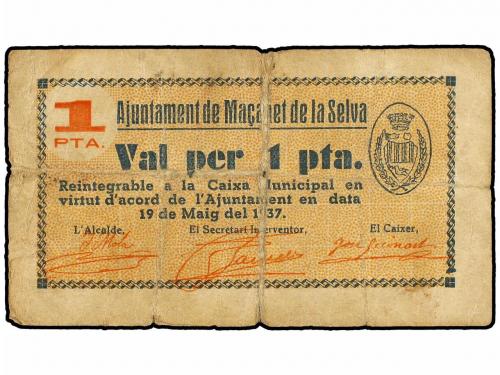 1
PTA.
Ajuntament de Maçanet de la Selva
Val per 1 pta.
Reintegrable a la Caixa Municipal en
virtut d'acord de l'Ajuntament en data
19 de Maig del 1937.
L'Alcalde, El Secretari Interventor, El Caixer,